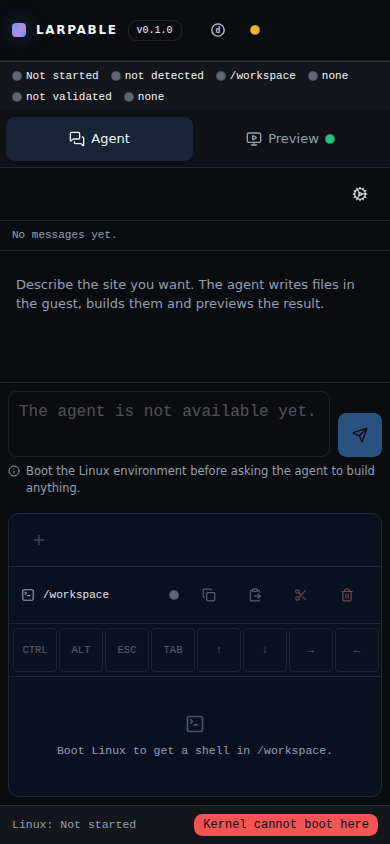 LARPABLE v0.1.0
Not started not detected /workspace none
not validated none
Agent Preview
No messages yet.
Describe the site you want. The agent writes files in
the guest, builds them and previews the result.
The agent is not available yet.
Boot the Linux environment before asking the agent to build
anything.
/workspace
CTRL ALT ESC TAB ↑ ↓ → ←
Boot Linux to get a shell in /workspace.
Linux: Not started Kernel cannot boot here